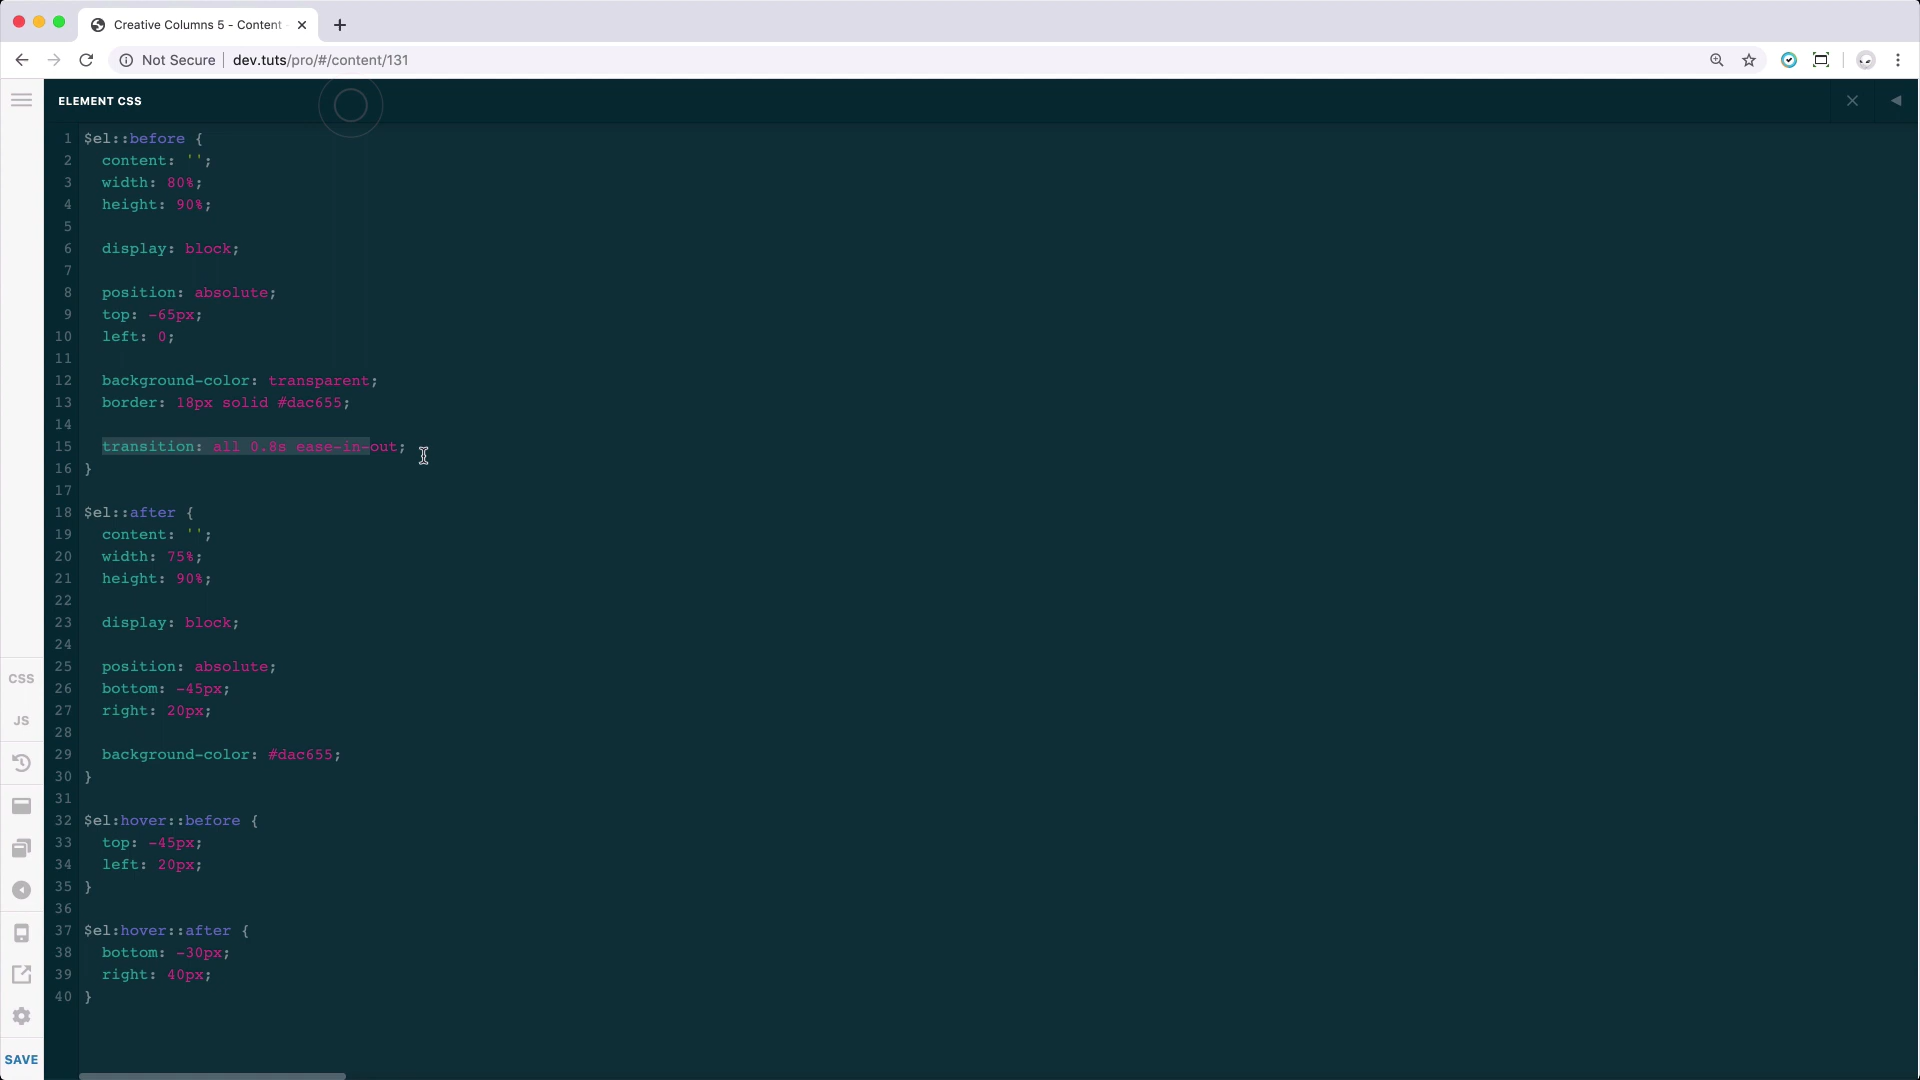 Creative Columns 5 - Content
Not Secure dev.tuts/pro/#/content/131
ELEMENT CSS
1 $el::before {
2 content: '';
3 width: 80%;
4 height: 90%;
5
6 display: block;
7
8 position: absolute;
9 top: -65px;
10 left: 0;
11
12 background-color: transparent;
13 border: 18px solid #dac655;
14
15 transition: all 0.8s ease-in-out;
16 }
17
18 $el::after {
19 content: '';
20 width: 75%;
21 height: 90%;
22
23 display: block;
24
25 position: absolute;
26 bottom: -45px;
27 right: 20px;
28
29 background-color: #dac655;
30 }
31
32 $el:hover::before {
33 top: -45px;
34 left: 20px;
35 }
36
37 $el:hover::after {
38 bottom: -30px;
39 right: 40px;
40 }
CSS
JS
SAVE